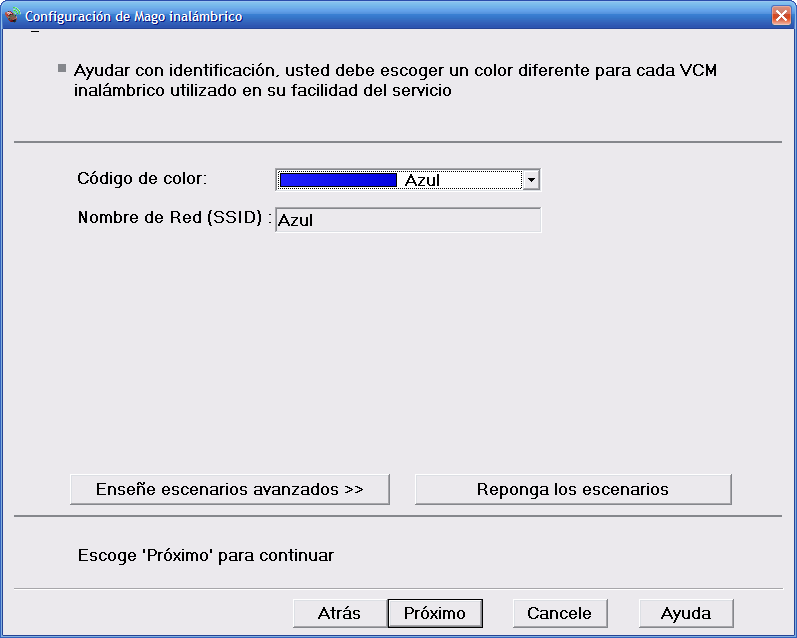 Configuración de Mago inalámbrico
Ayudar con identificación, usted debe escoger un color diferente para cada VCM
inalámbrico utilizado en su facilidad del servicio
Código de color: Azul
Nombre de Red (SSID) : Azul
Enseñe escenarios avanzados >> Reponga los escenarios
Escoge 'Próximo' para continuar
Atrás Próximo Cancele Ayuda